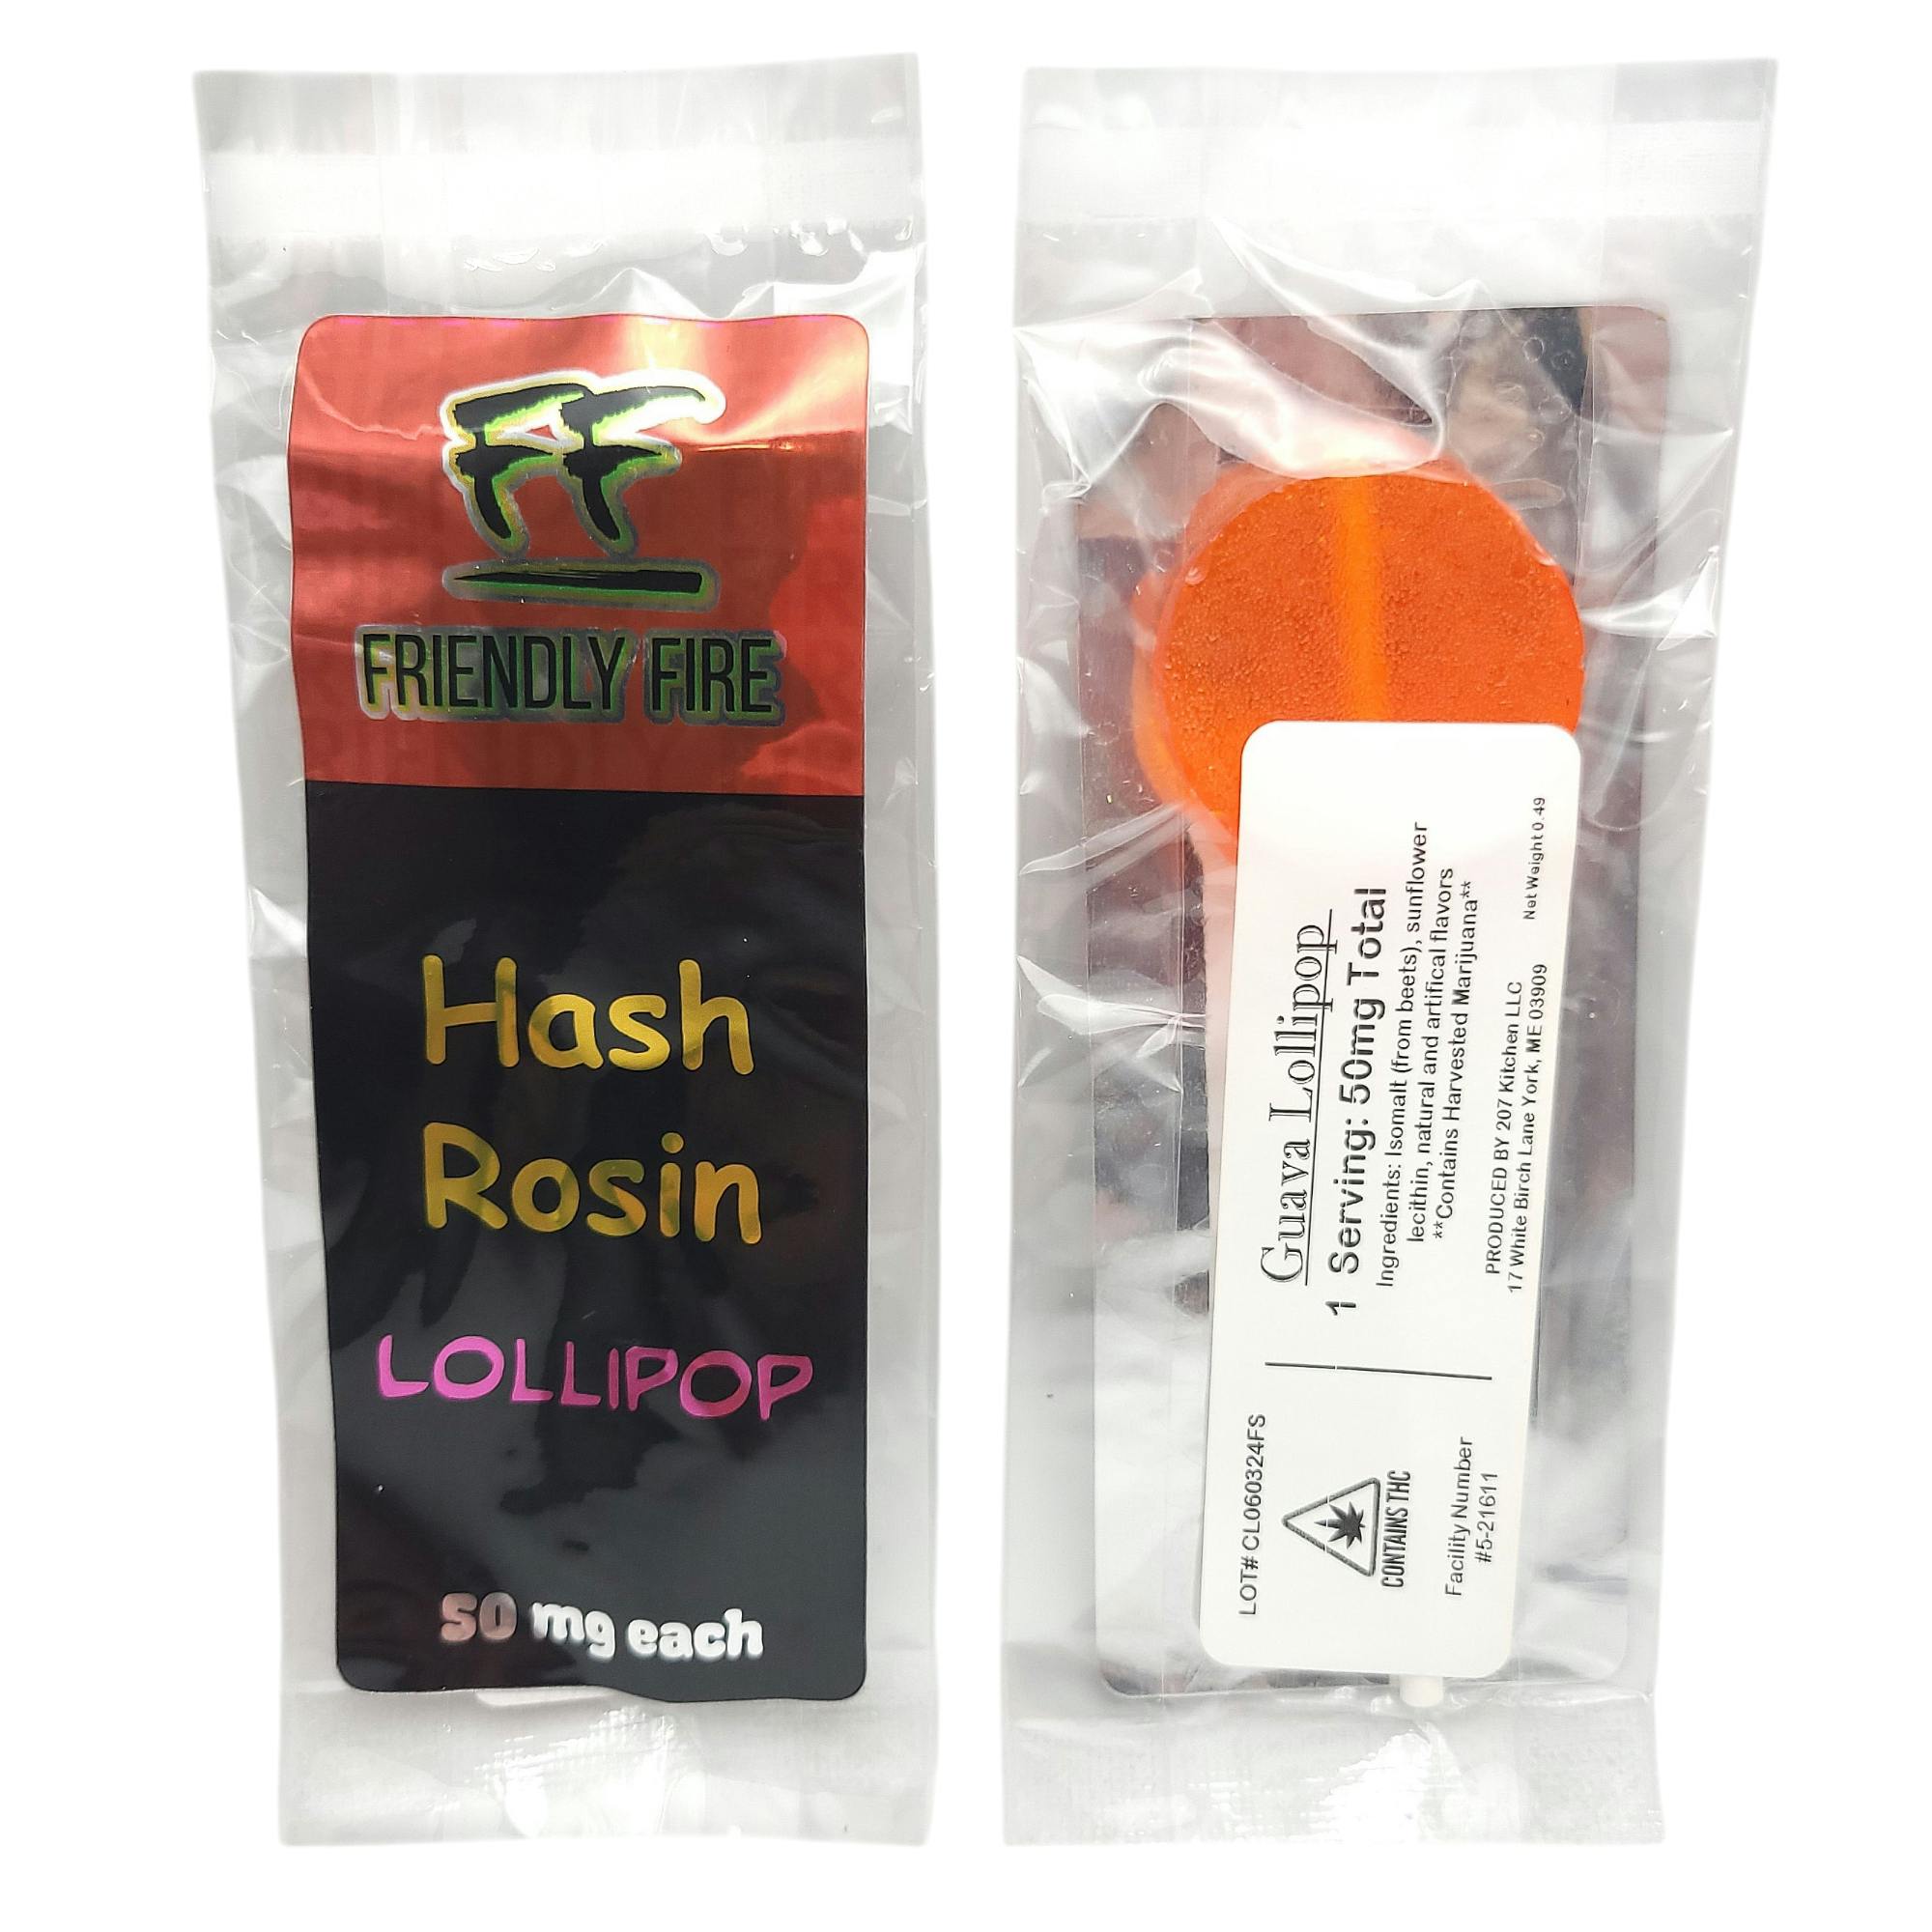 FF
FRIENDLY FIRE
Hash
Rosin
LOLLIPOP
50 mg each
Guava Lollipop
1 Serving: 50mg Total
Ingredients: Isomalt (from beets), sunflower
lecithin, natural and artifical flavors
**Contains Harvested Marijuana**
PRODUCED BY 207 Kitchen LLC
17 White Birch Lane York, ME 03909
Net Weight 0.49
LOT# CL060324FS
CONTAINS THC
Facility Number
#5-21611